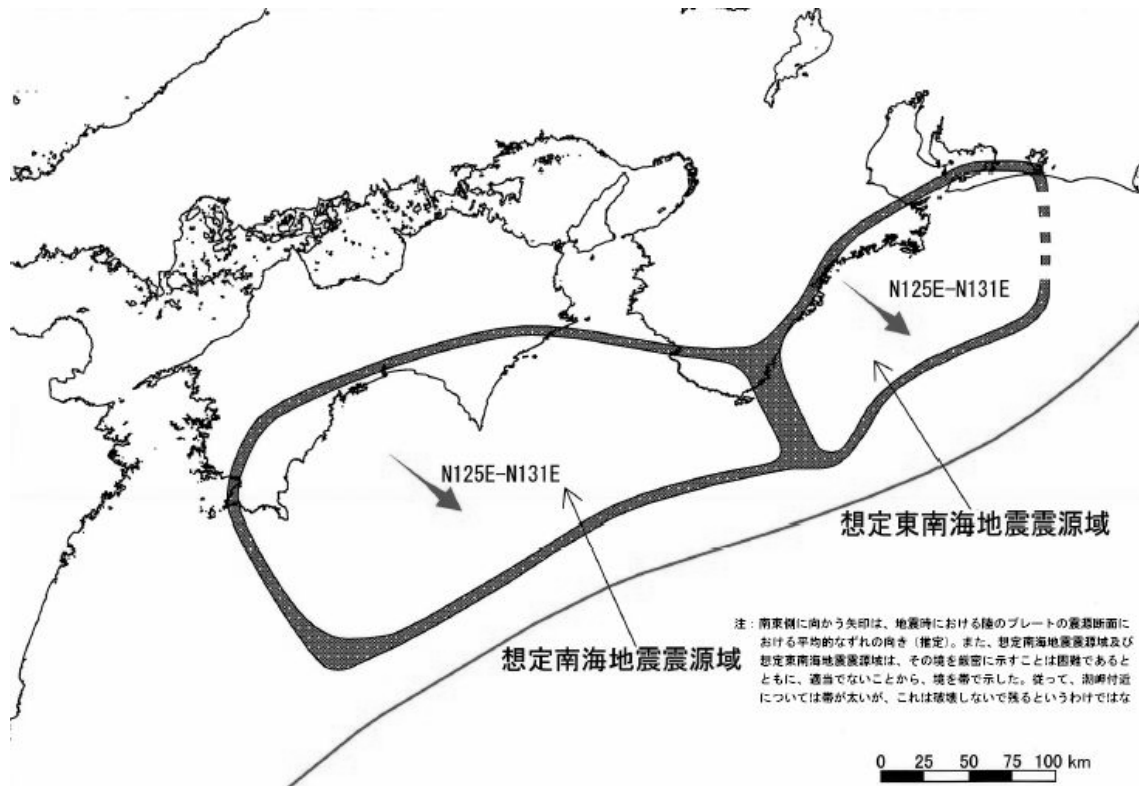 N125E-N131E
N125E-N131E
想定東南海地震震源域
想定南海地震震源域
注：南東側に向かう矢印は、地震時における陸のプレートの震源断面に
おける平均的なずれの向き（推定）。また、想定南海地震震源域及び
想定東南海地震震源域は、その境を厳密に示すことは困難であると
ともに、適当でないことから、境を帯で示した。従って、潮岬付近
については帯が太いが、これは破壊しないで残るというわけではな
0 25 50 75 100 km